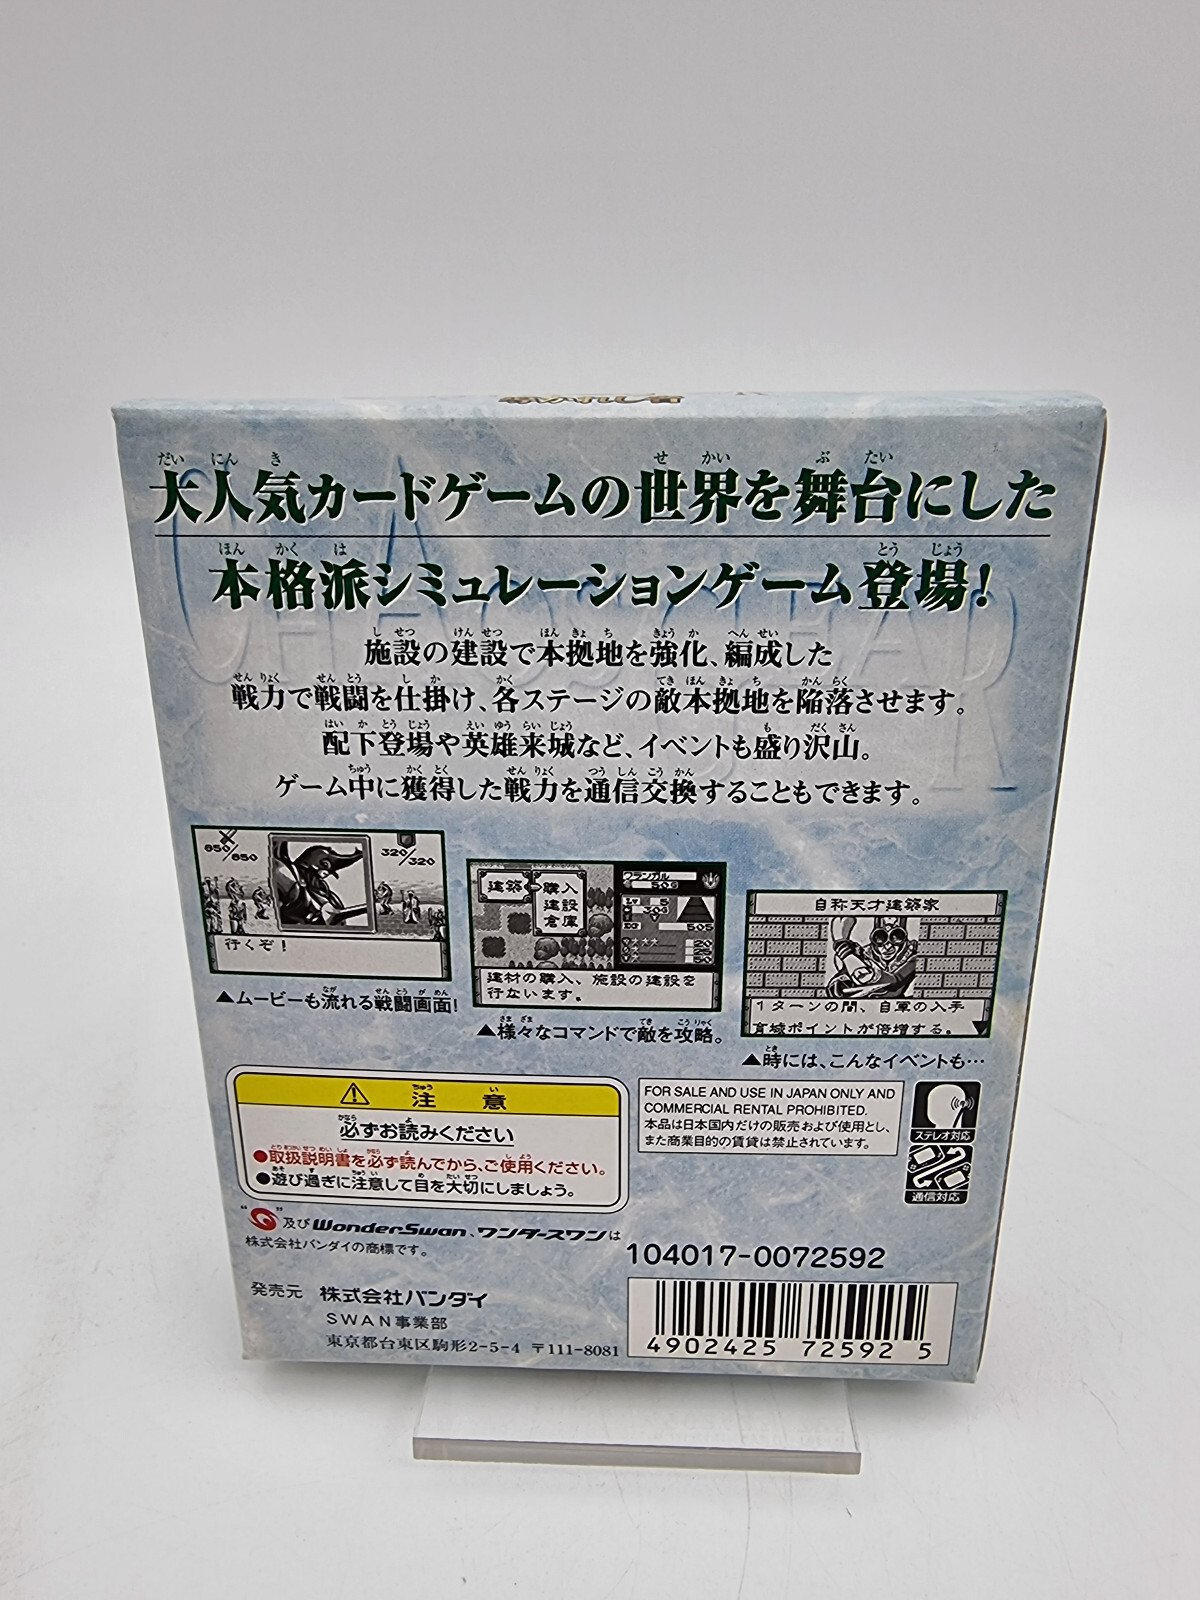 大人気カードゲームの世界を舞台にした
本格派シミュレーションゲーム登場!
施設の建設で本拠地を強化、編成した
戦力で戦闘を仕掛け、各ステージの敵本拠地を陥落させます。
配下登場や英雄来城など、イベントも盛り沢山。
ゲーム中に獲得した戦力を通信交換することもできます。
850/850
320/320
行くぞ!
▲ムービーも流れる戦闘画面!
建築 購入
建設
倉庫
50G
505
建材の購入、施設の建設を
行ないます。
▲様々なコマンドで敵を攻略。
自称天才建築家
1ターンの間、自軍の入手
育成ポイントが倍増する。▼
▲時には、こんなイベントも…
⚠ 注意
必ずお読みください
●取扱説明書を必ず読んでから、ご使用ください。
●遊び過ぎに注意して目を大切にしましょう。
FOR SALE AND USE IN JAPAN ONLY AND
COMMERCIAL RENTAL PROHIBITED.
本品は日本国内だけの販売および使用とし、
また商業目的の賃貸は禁止されています。
ステレオ対応
通信対応
“ ”及びWonderSwan、ワンダースワンは
株式会社バンダイの商標です。
104017-0072592
発売元 株式会社バンダイ
SWAN事業部
東京都台東区駒形2-5-4 〒111-8081
4902425 72592 5